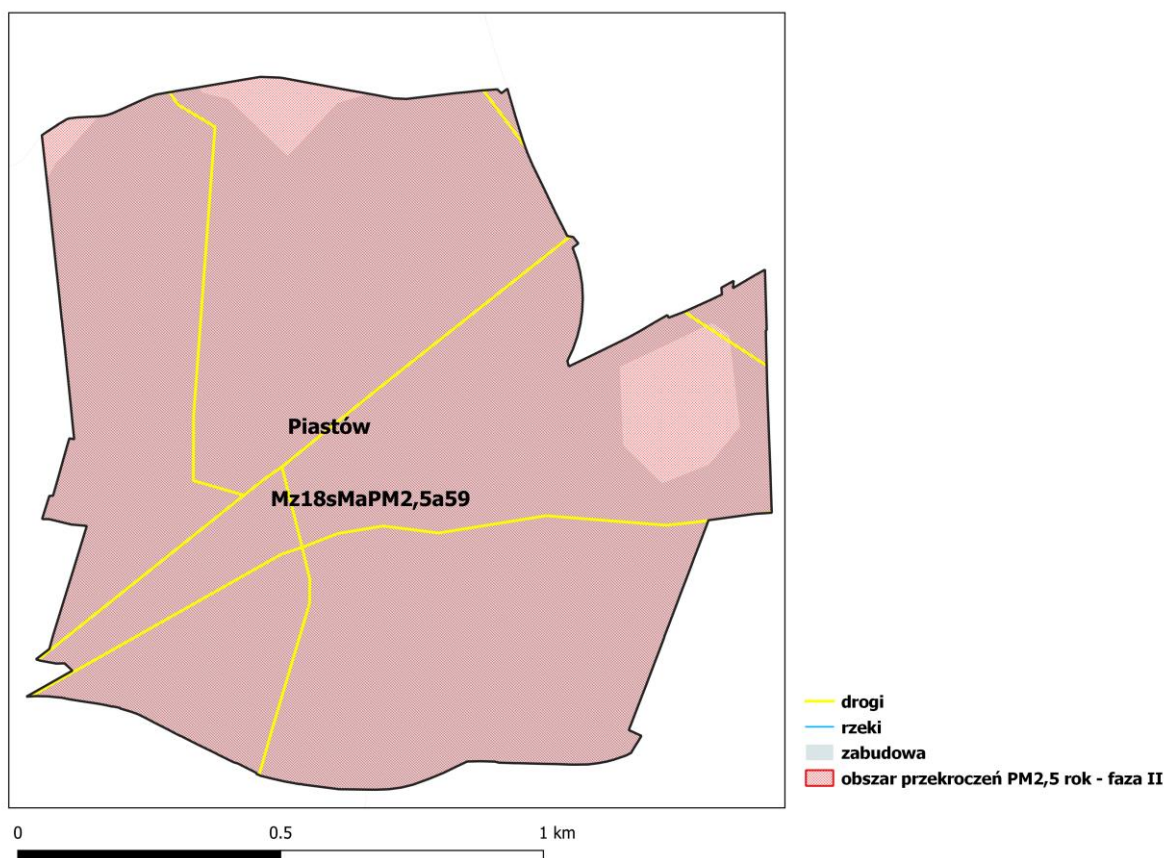 Piastów
Mz18sMaPM2,5a59
drogi
rzeki
zabudowa
obszar przekroczeń PM2,5 rok - faza II
0 0.5 1 km